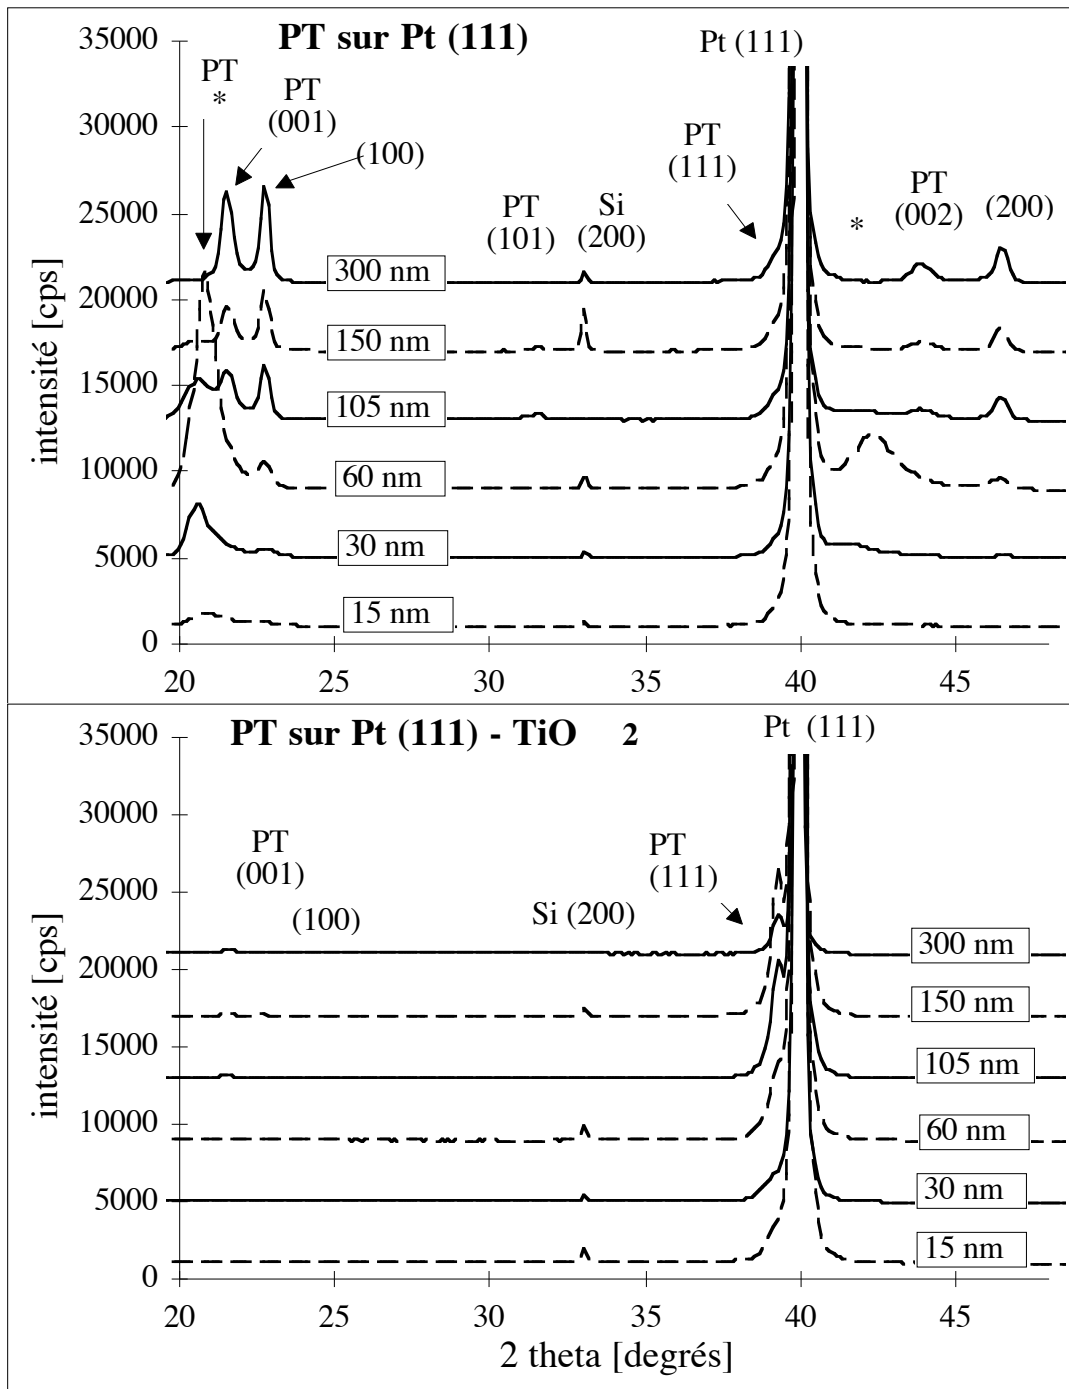 PT sur Pt (111)
Pt (111)
35000
PT
*
PT
(001)
(100)
30000
PT
(111)
25000
PT
(101)
Si
(200)
*
PT
(002)
(200)
300 nm
20000
150 nm
15000
105 nm
10000
60 nm
5000
30 nm
15 nm
0
intensité [cps]
20 25 30 35 40 45
PT sur Pt (111) - TiO 2
Pt (111)
35000
30000
PT
(001)
(100)
PT
(111)
25000
Si (200)
300 nm
20000
150 nm
15000
105 nm
10000
60 nm
5000
30 nm
15 nm
0
intensité [cps]
20 25 30 35 40 45
2 theta [degrés]